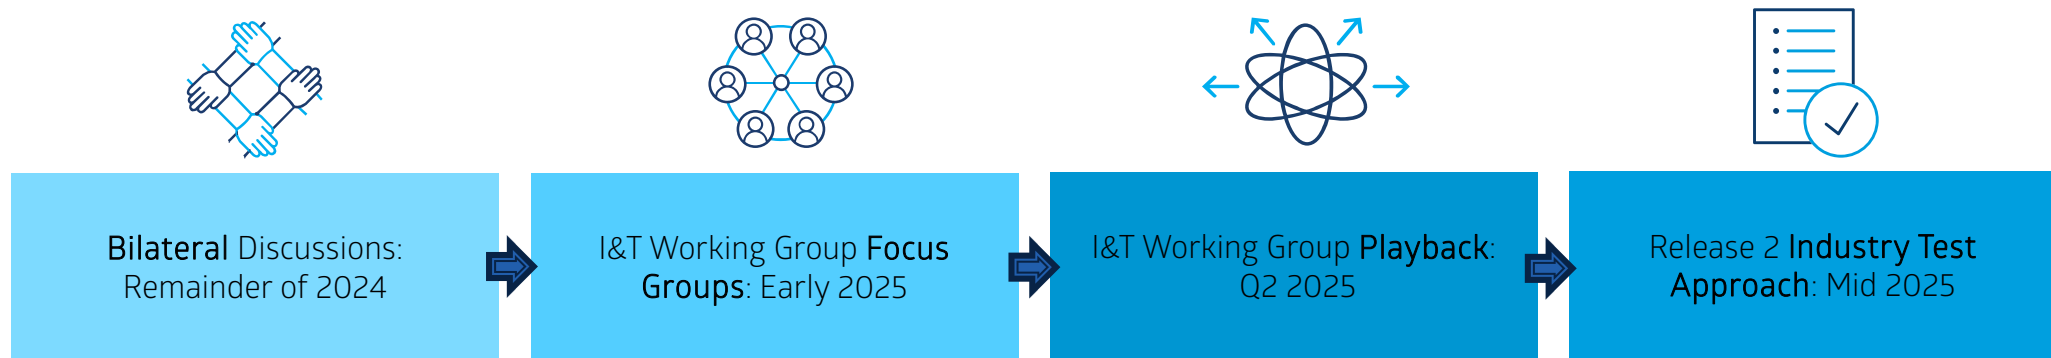 Bilateral Discussions:
Remainder of 2024
I&T Working Group Focus
Groups: Early 2025
I&T Working Group Playback:
Q2 2025
Release 2 Industry Test
Approach: Mid 2025